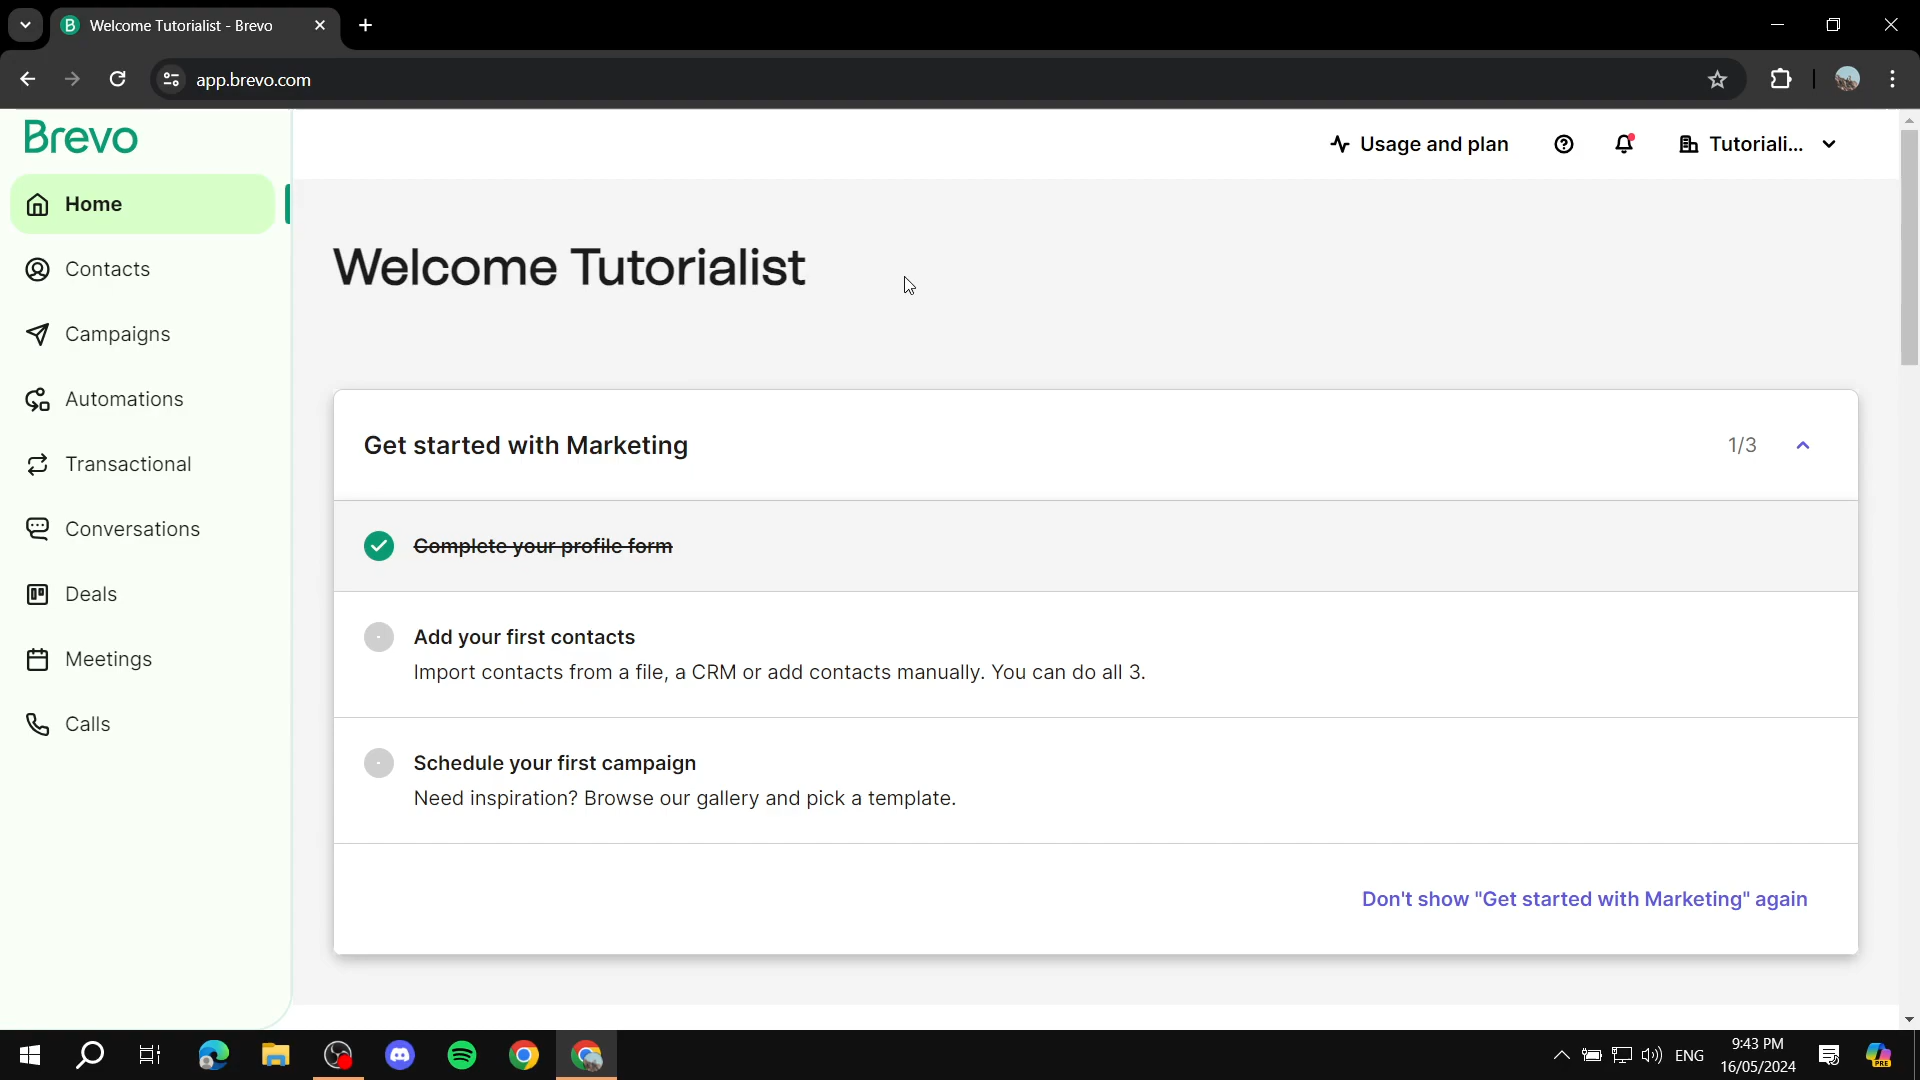 Welcome Tutorialist - Brevo
app.brevo.com
Brevo
Usage and plan
Tutoriali...
Home
Contacts
Campaigns
Automations
Transactional
Conversations
Deals
Meetings
Calls
Welcome Tutorialist
Get started with Marketing
1/3
Complete your profile form
Add your first contacts
Import contacts from a file, a CRM or add contacts manually. You can do all 3.
Schedule your first campaign
Need inspiration? Browse our gallery and pick a template.
Don't show "Get started with Marketing" again
ENG
9:43 PM
16/05/2024
PRE